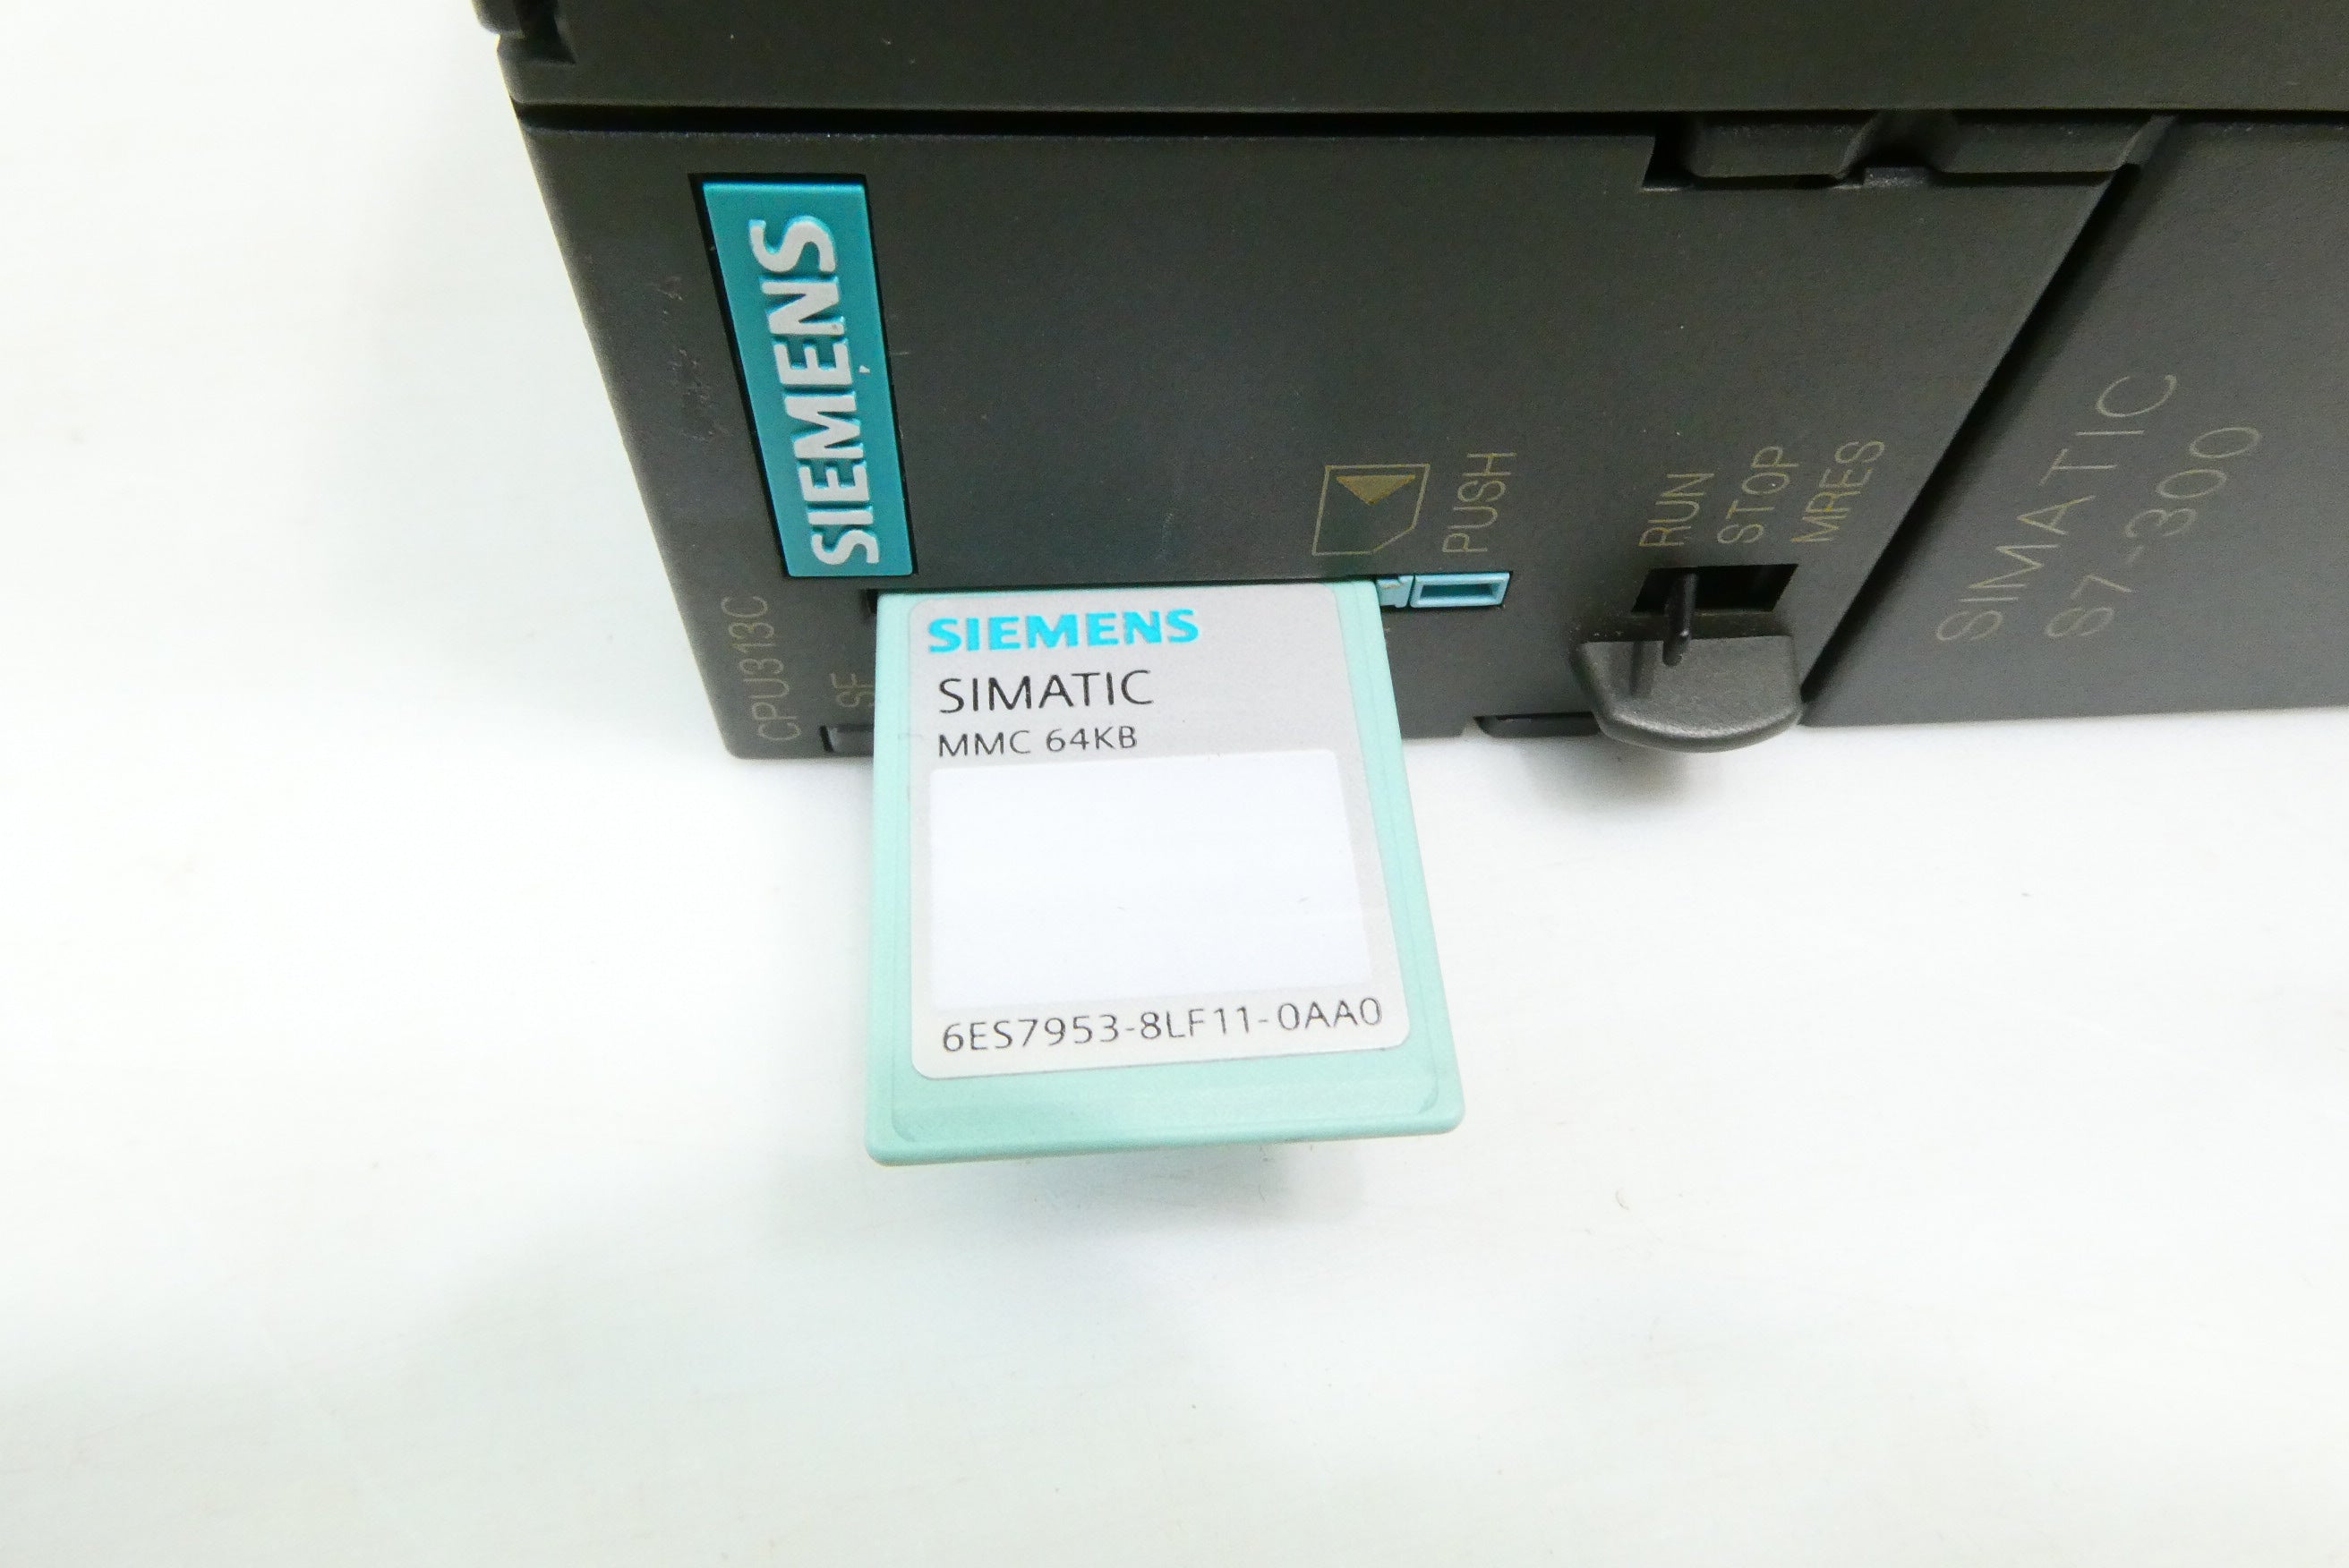 SIEMENS
CPU313C
SF
PUSH
RUN
STOP
MRES
SIMATIC
S7-300
SIEMENS
SIMATIC
MMC 64KB
6ES7953-8LF11-0AA0